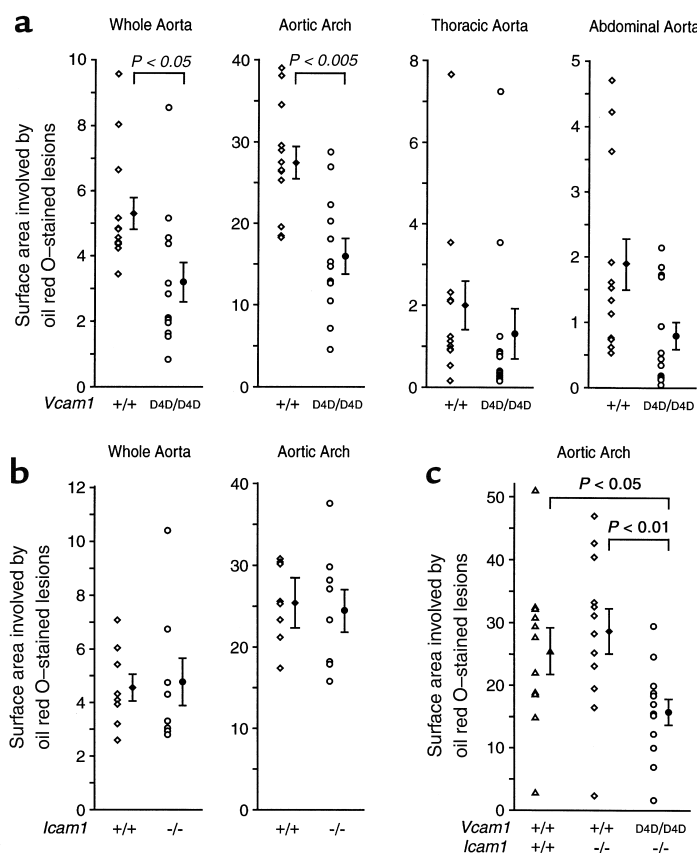 a
Whole Aorta
Aortic Arch
Thoracic Aorta
Abdominal Aorta
Surface area involved by
oil red O–stained lesions
10
8
6
4
2
0
P < 0.05
40
30
20
10
0
P < 0.005
8
6
4
2
0
5
4
3
2
1
0
Vcam1 +/+ D4D/D4D +/+ D4D/D4D +/+ D4D/D4D +/+ D4D/D4D
b
Whole Aorta
Aortic Arch
Surface area involved by
oil red O–stained lesions
12
10
8
6
4
2
0
40
30
20
10
0
Icam1 +/+ -/- +/+ -/-
c
Aortic Arch
Surface area involved by
oil red O–stained lesions
50
40
30
20
10
0
P < 0.05
P < 0.01
Vcam1 +/+ +/+ D4D/D4D
Icam1 +/+ -/- -/-